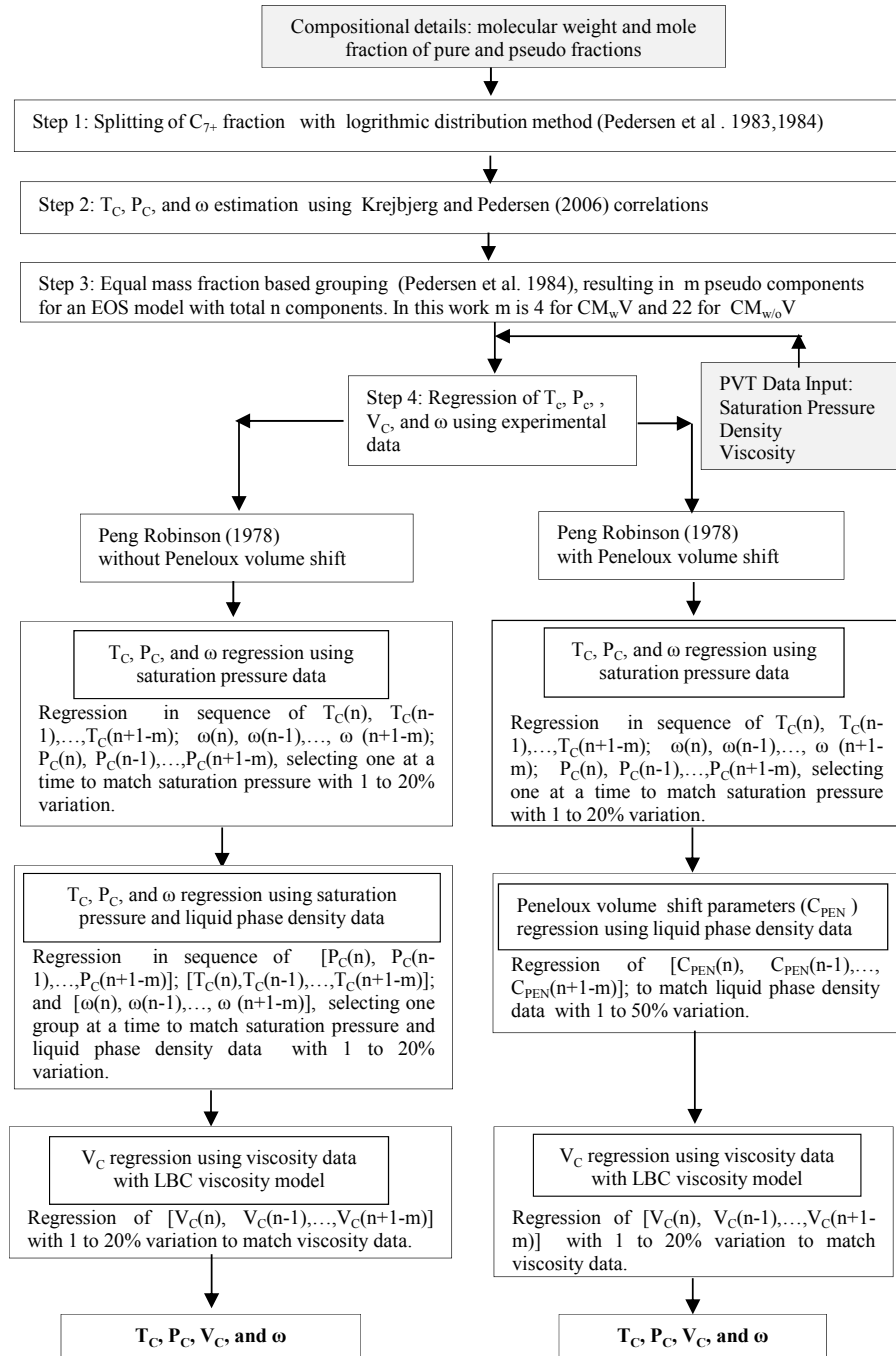 Compositional details: molecular weight and mole
fraction of pure and pseudo fractions
Step 1: Splitting of C7+ fraction with logrithmic distribution method (Pedersen et al . 1983,1984)
Step 2: TC, PC, and ω estimation using Krejbjerg and Pedersen (2006) correlations
Step 3: Equal mass fraction based grouping (Pedersen et al. 1984), resulting in m pseudo components
for an EOS model with total n components. In this work m is 4 for CMwV and 22 for CMw/oV
Step 4: Regression of Tc, Pc, ,
VC, and ω using experimental
data
PVT Data Input:
Saturation Pressure
Density
Viscosity
Peng Robinson (1978)
without Peneloux volume shift
Peng Robinson (1978)
with Peneloux volume shift
TC, PC, and ω regression using
saturation pressure data
Regression in sequence of TC(n), TC(n-
1),…,TC(n+1-m); ω(n), ω(n-1),…, ω (n+1-m);
PC(n), PC(n-1),…,PC(n+1-m), selecting one at a
a time to match saturation pressure with 1 to 20%
variation.
TC, PC, and ω regression using
saturation pressure data
Regression in sequence of TC(n), TC(n-
1),…,TC(n+1-m); ω(n), ω(n-1),…, ω (n+1-
m); PC(n), PC(n-1),…,PC(n+1-m), selecting
one at a time to match saturation pressure
with 1 to 20% variation.
TC, PC, and ω regression using saturation
pressure and liquid phase density data
Regression in sequence of [PC(n), PC(n-
1),…,PC(n+1-m)]; [TC(n),TC(n-1),…,TC(n+1-m)];
and [ω(n), ω(n-1),…, ω (n+1-m)], selecting one
group at a time to match saturation pressure and
liquid phase density data with 1 to 20%
variation.
Peneloux volume shift parameters (CPEN )
regression using liquid phase density data
Regression of [CPEN(n), CPEN(n-1),…,
CPEN(n+1-m)]; to match liquid phase density
data with 1 to 50% variation.
VC regression using viscosity data
with LBC viscosity model
Regression of [VC(n), VC(n-1),…,VC(n+1-m)]
with 1 to 20% variation to match viscosity data.
VC regression using viscosity data
with LBC viscosity model
Regression of [VC(n), VC(n-1),…,VC(n+1-
m)] with 1 to 20% variation to match
viscosity data.
TC, PC, VC, and ω
TC, PC, VC, and ω